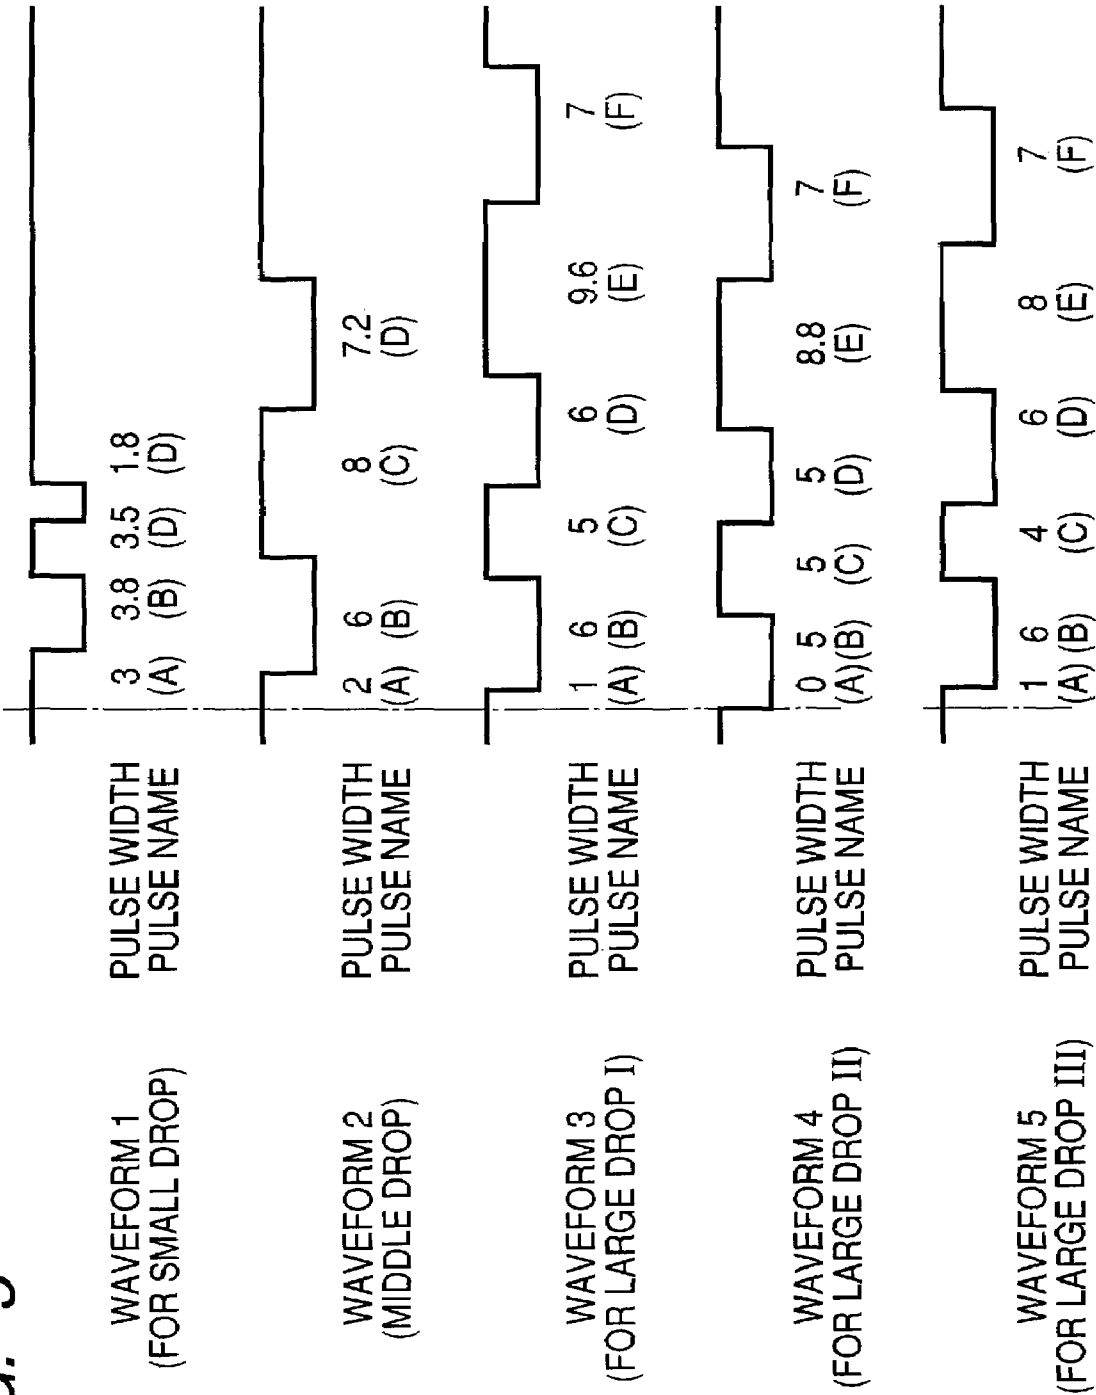 WAVEFORM 1
(FOR SMALL DROP)
PULSE WIDTH 3 3.8 3.5 1.8
PULSE NAME (A) (B) (D) (D)
WAVEFORM 2
(MIDDLE DROP)
PULSE WIDTH 2 6 8 7.2
PULSE NAME (A) (B) (C) (D)
WAVEFORM 3
(FOR LARGE DROP I)
PULSE WIDTH 1 6 5 6 9.6 7
PULSE NAME (A) (B) (C) (D) (E) (F)
WAVEFORM 4
(FOR LARGE DROP II)
PULSE WIDTH 0 5 5 5 8.8 7
PULSE NAME (A)(B) (C) (D) (E) (F)
WAVEFORM 5
(FOR LARGE DROP III)
PULSE WIDTH 1 6 4 6 8 7
PULSE NAME (A) (B) (C) (D) (E) (F)